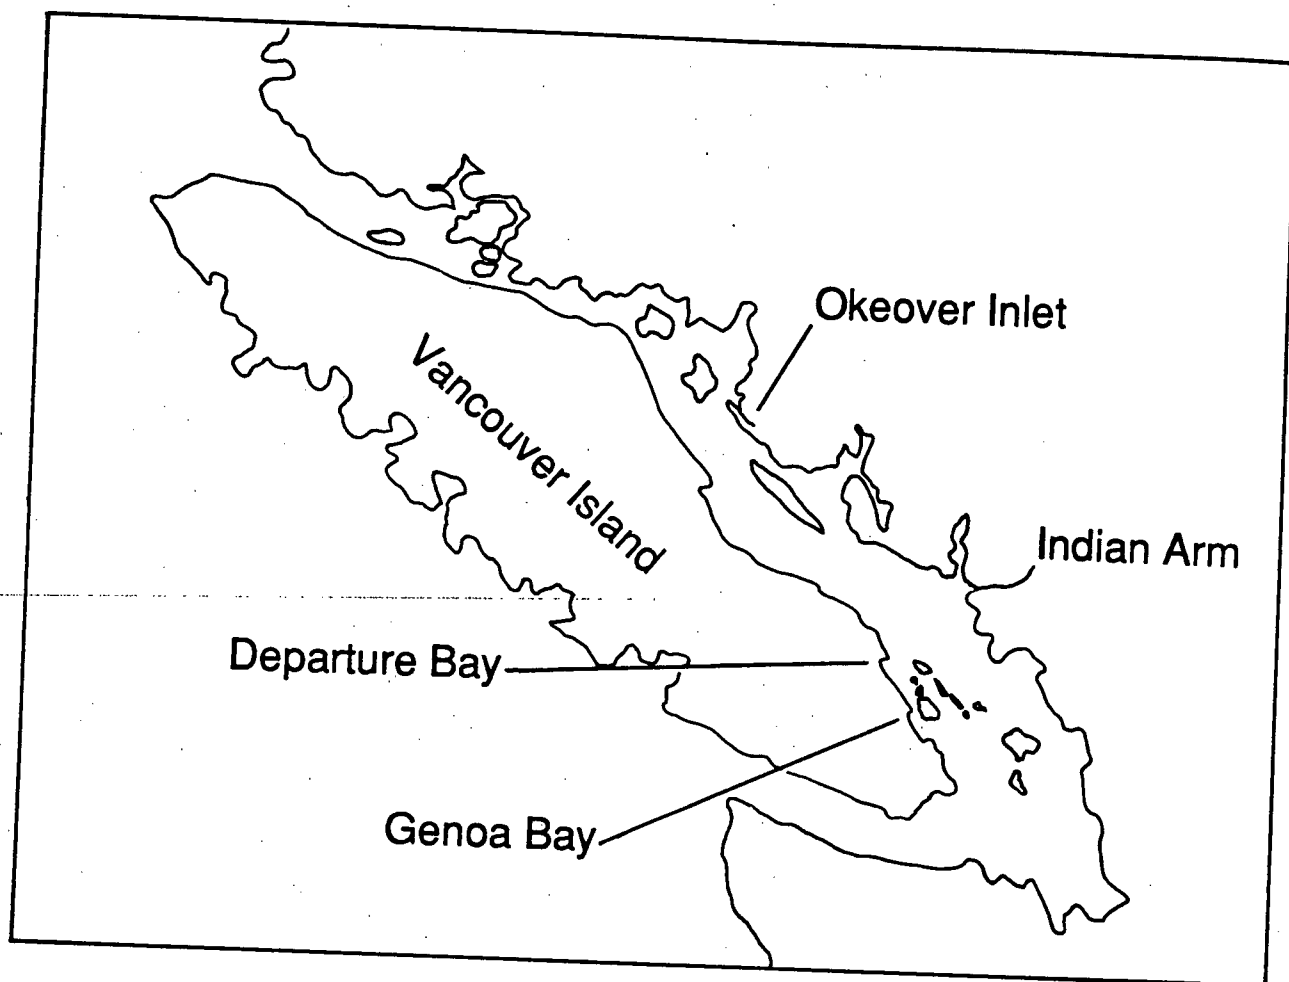 Okeover Inlet
Vancouver Island
Indian Arm
Departure Bay
Genoa Bay